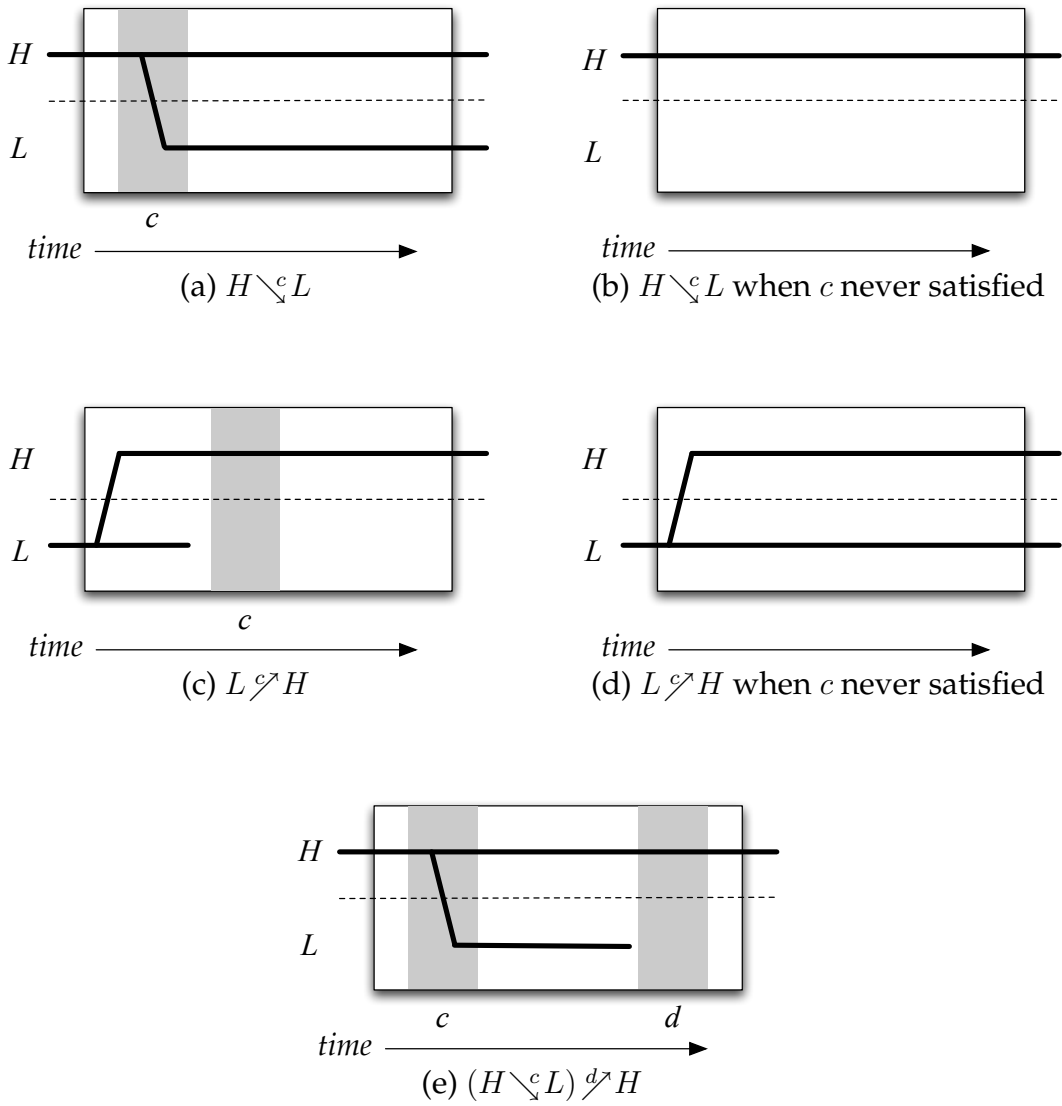 H H
L L
c
time time
(a) H ↘ᶜ L (b) H ↘ᶜ L when c never satisfied
H H
L L
c
time time
(c) L ᶜ↗ H (d) L ᶜ↗ H when c never satisfied
H
L
c d
time
(e) (H ↘ᶜ L) ᵈ↗ H